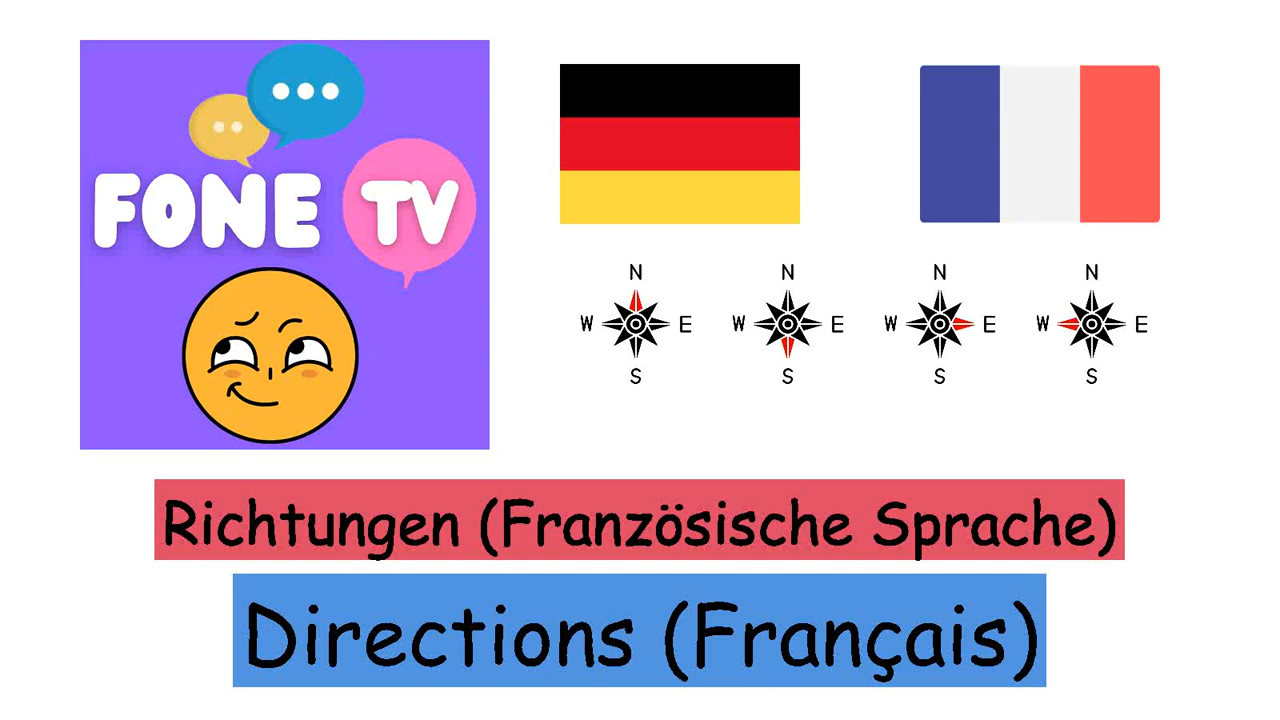 FONE TV
N N N N
W E W E W E W E
S S S S
Richtungen (Französische Sprache)
Directions (Français)